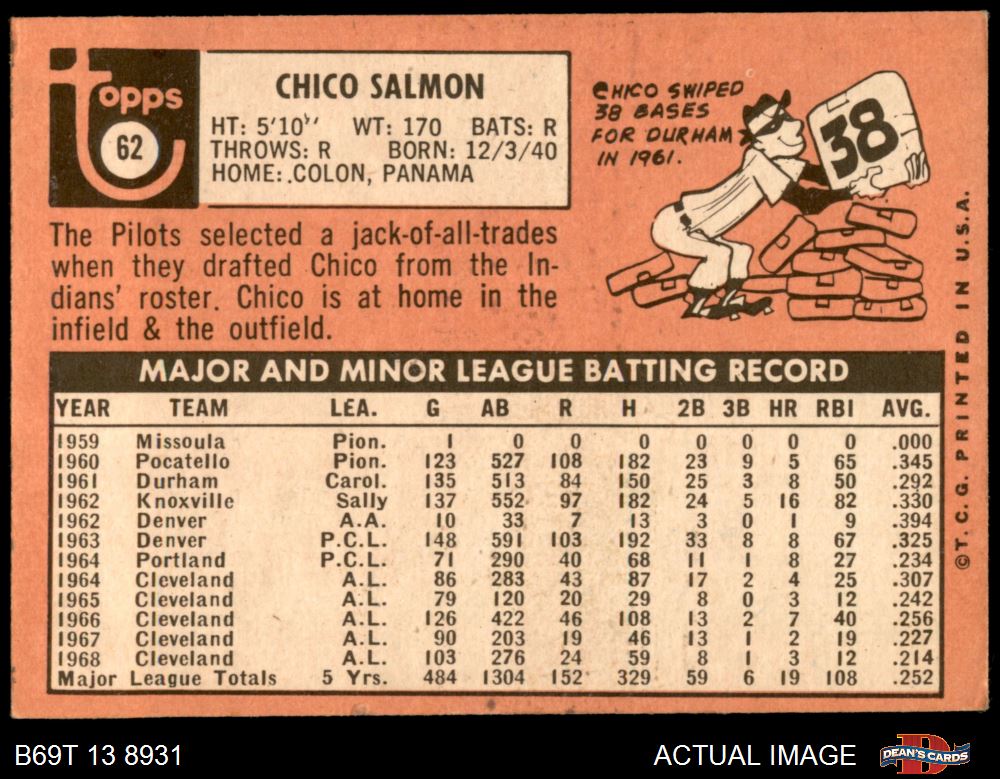 topps
62
CHICO SALMON
HT: 5'10" WT: 170 BATS: R
THROWS: R BORN: 12/3/40
HOME: COLON, PANAMA
The Pilots selected a jack-of-all-trades
when they drafted Chico from the In-
dians' roster. Chico is at home in the
infield & the outfield.
CHICO SWIPED
38 BASES
FOR DURHAM
IN 1961.
38
MAJOR AND MINOR LEAGUE BATTING RECORD
YEAR TEAM LEA. G AB R H 2B 3B HR RBI AVG.
1959 Missoula Pion. 1 0 0 0 0 0 0 0 .000
1960 Pocatello Pion. 123 527 108 182 23 9 5 65 .345
1961 Durham Carol. 135 513 84 150 25 3 8 50 .292
1962 Knoxville Sally 137 552 97 182 24 5 16 82 .330
1962 Denver A.A. 10 33 7 13 3 0 1 9 .394
1963 Denver P.C.L. 148 591 103 192 33 8 8 67 .325
1964 Portland P.C.L. 71 290 40 68 11 1 8 27 .234
1964 Cleveland A.L. 86 283 43 87 17 2 4 25 .307
1965 Cleveland A.L. 79 120 20 29 8 0 3 12 .242
1966 Cleveland A.L. 126 422 46 108 13 2 7 40 .256
1967 Cleveland A.L. 90 203 19 46 13 1 2 19 .227
1968 Cleveland A.L. 103 276 24 59 8 1 3 12 .214
Major League Totals 5 Yrs. 484 1304 152 329 59 6 19 108 .252
©T. C. G. PRINTED IN U.S.A.
B69T 13 8931
ACTUAL IMAGE
D
DEAN'S CARDS